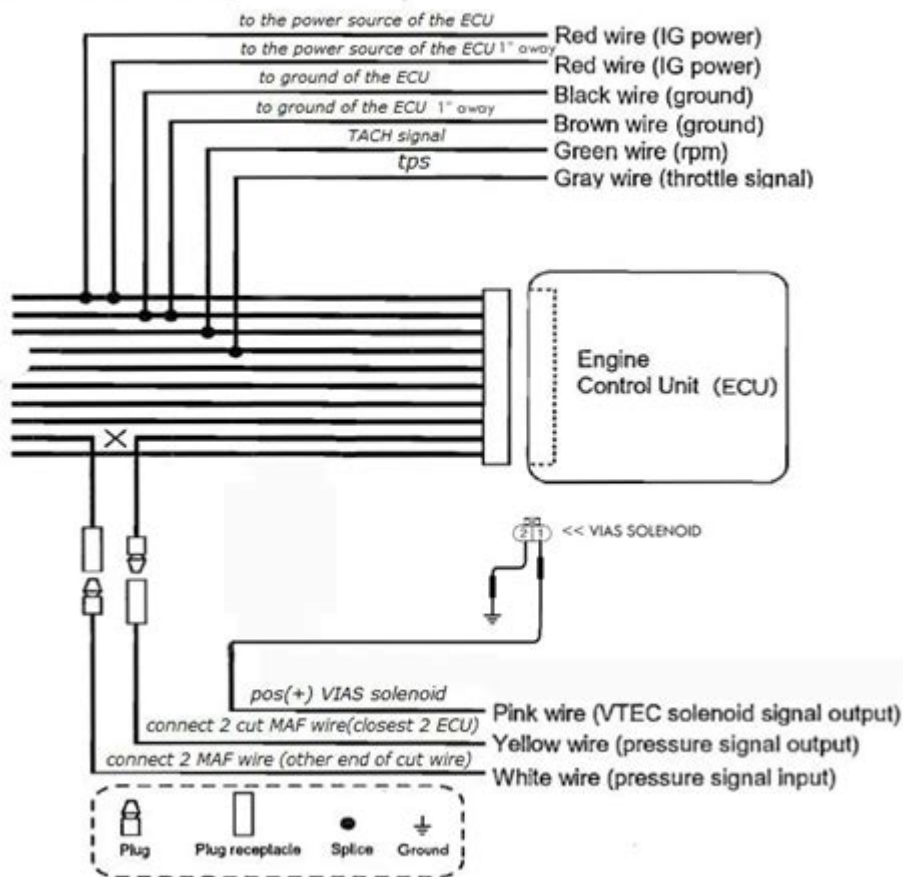 to the power source of the ECU
Red wire (IG power)
to the power source of the ECU 1" away
Red wire (IG power)
to ground of the ECU
Black wire (ground)
to ground of the ECU 1" away
Brown wire (ground)
TACH signal
Green wire (rpm)
tps
Gray wire (throttle signal)
Engine
Control Unit (ECU)
2 1
<< VIAS SOLENOID
pos(+) VIAS solenoid
Pink wire (VTEC solenoid signal output)
connect 2 cut MAF wire(closest 2 ECU)
Yellow wire (pressure signal output)
connect 2 MAF wire (other end of cut wire)
White wire (pressure signal input)
Plug
Plug receptacle
Splice
Ground